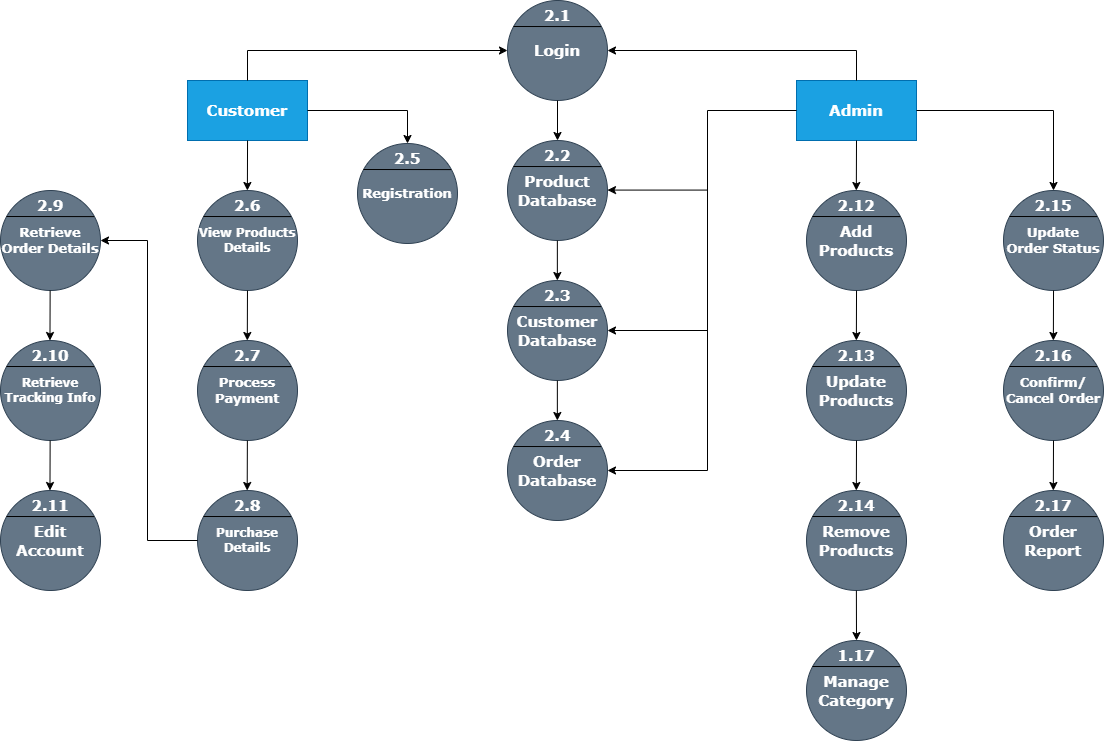 2.1
Login
Customer
Admin
2.5
Registration
2.2
Product
Database
2.9
Retrieve
Order Details
2.6
View Products
Details
2.12
Add
Products
2.15
Update
Order Status
2.3
Customer
Database
2.10
Retrieve
Tracking Info
2.7
Process
Payment
2.13
Update
Products
2.16
Confirm/
Cancel Order
2.4
Order
Database
2.11
Edit
Account
2.8
Purchase
Details
2.14
Remove
Products
2.17
Order
Report
1.17
Manage
Category